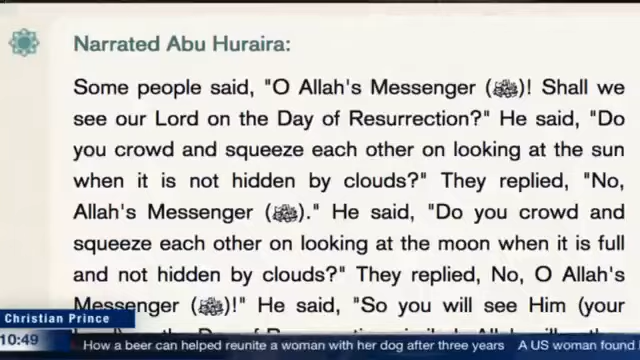 Narrated Abu Huraira:
Some people said, "O Allah's Messenger (ﷺ)! Shall we
see our Lord on the Day of Resurrection?" He said, "Do
you crowd and squeeze each other on looking at the sun
when it is not hidden by clouds?" They replied, "No,
Allah's Messenger (ﷺ)." He said, "Do you crowd and
squeeze each other on looking at the moon when it is full
and not hidden by clouds?" They replied, No, O Allah's
Messenger (ﷺ)!" He said, "So you will see Him (your
Christian Prince
10:49
How a beer can helped reunite a woman with her dog after three years A US woman found